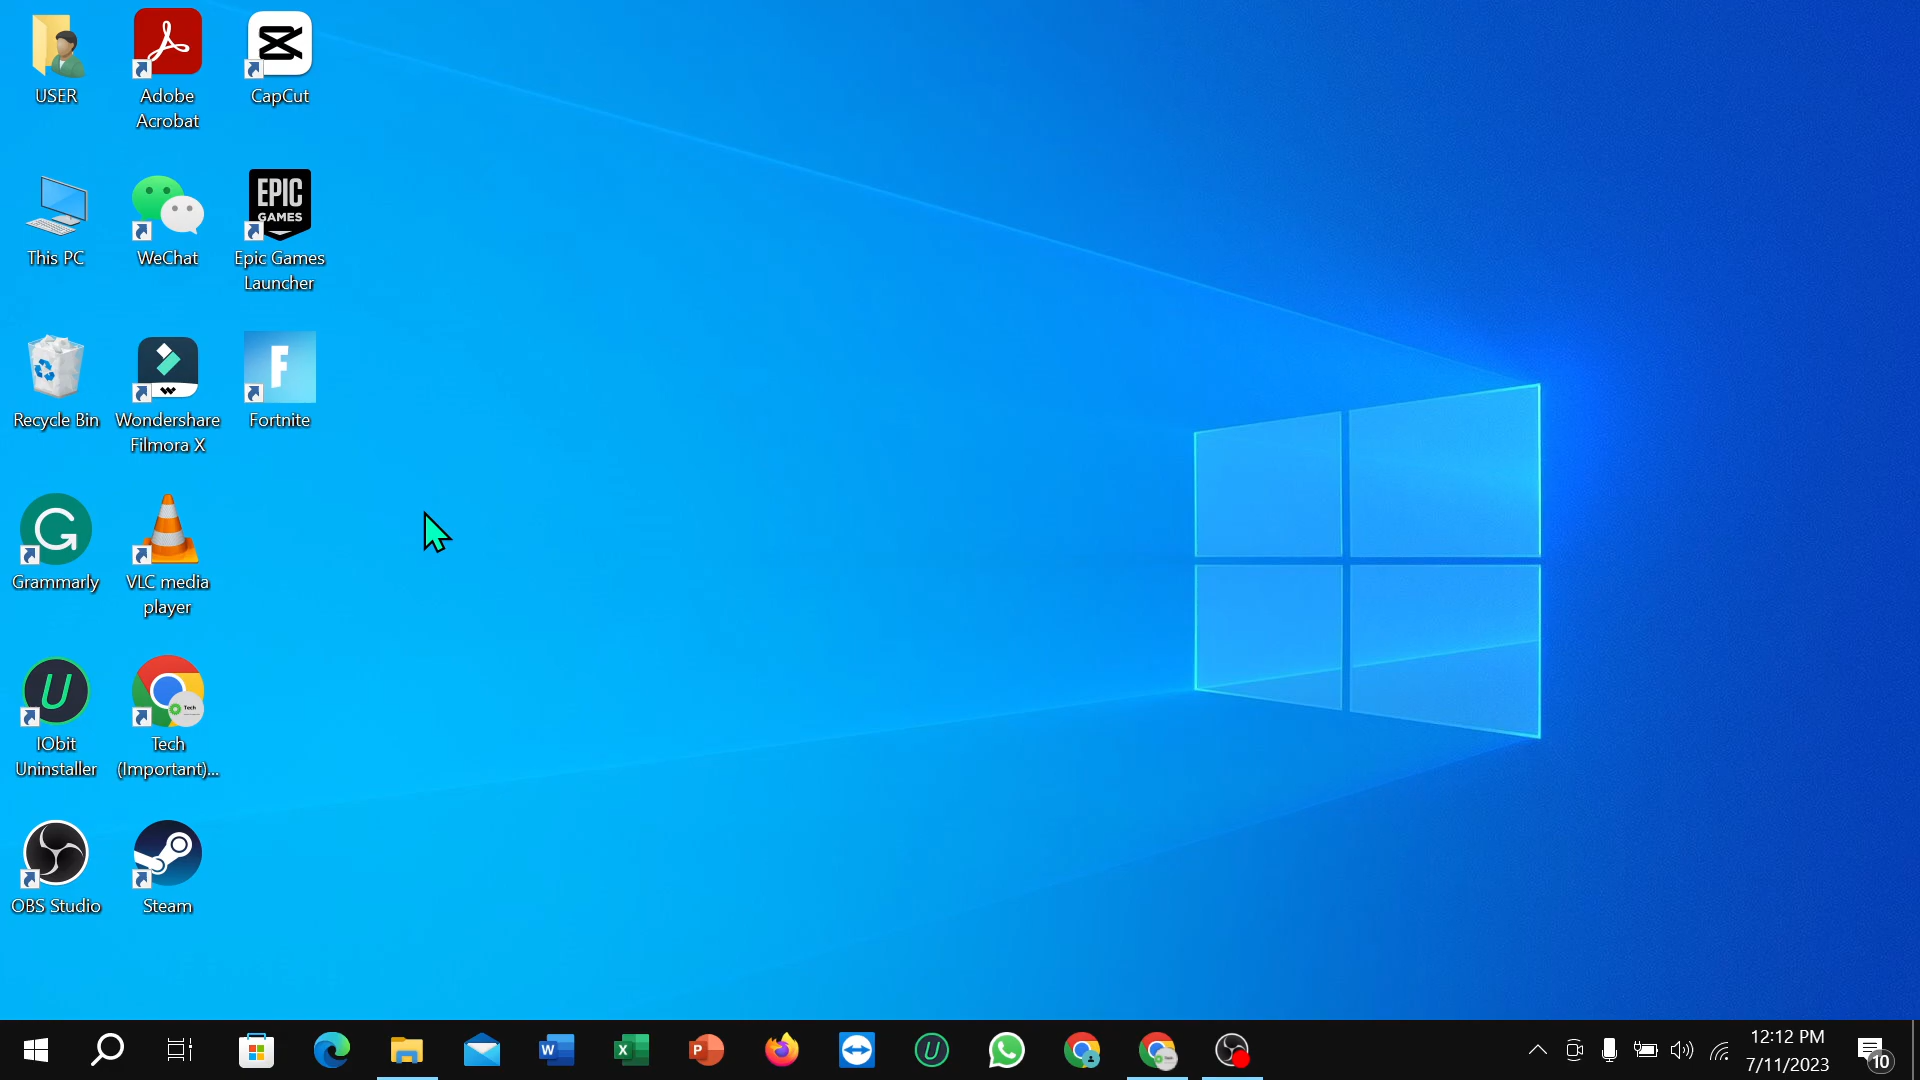 USER
Adobe
Acrobat
CapCut
This PC
WeChat
EPIC
GAMES
Epic Games
Launcher
Recycle Bin
Wondershare
Filmora X
F
Fortnite
G
Grammarly
VLC media
player
U
IObit
Uninstaller
Tech
Tech
(Important)...
OBS Studio
Steam
W
X
P
U
12:12 PM
7/11/2023
10